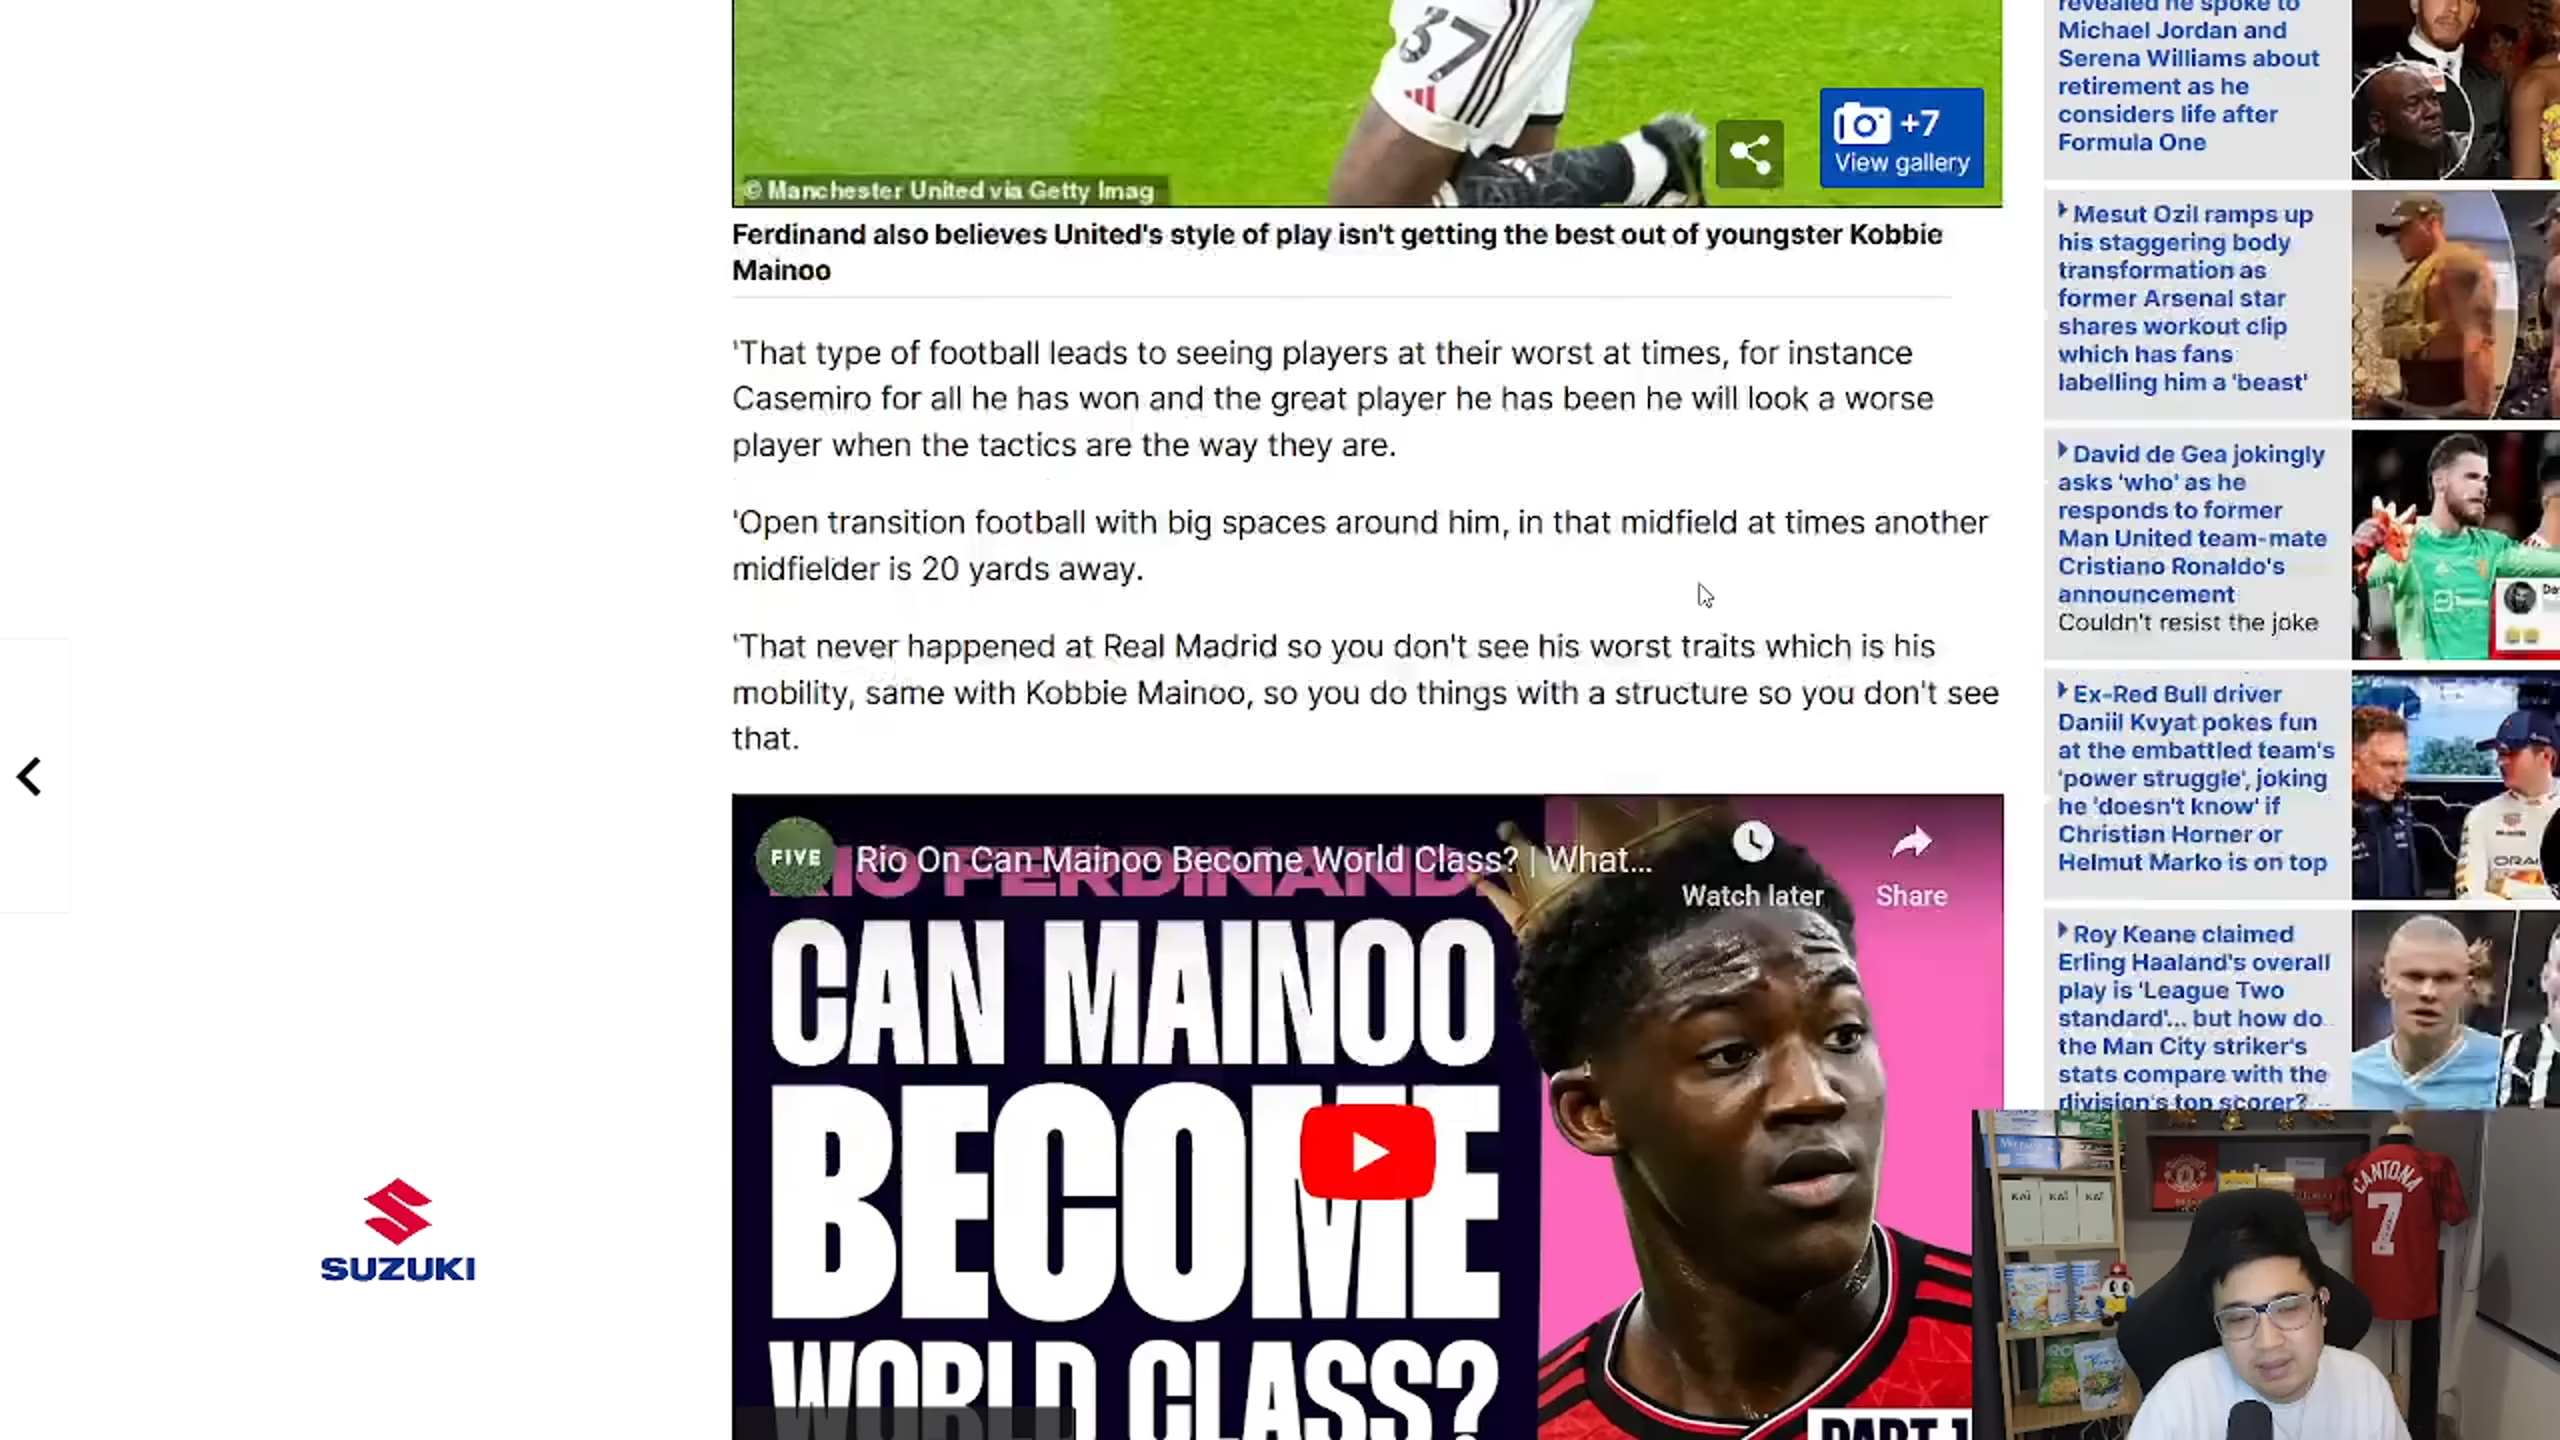 37
+7
View gallery
© Manchester United via Getty Imag
Ferdinand also believes United's style of play isn't getting the best out of youngster Kobbie
Mainoo
'That type of football leads to seeing players at their worst at times, for instance
Casemiro for all he has won and the great player he has been he will look a worse
player when the tactics are the way they are.
'Open transition football with big spaces around him, in that midfield at times another
midfielder is 20 yards away.
'That never happened at Real Madrid so you don't see his worst traits which is his
mobility, same with Kobbie Mainoo, so you do things with a structure so you don't see
that.
FIVE
Rio On Can Mainoo Become World Class? | What...
Watch later
Share
RIO FERDINAND
CAN MAINOO
BECOME
WORLD CLASS?
PART 1
SUZUKI
revealed he spoke to
Michael Jordan and
Serena Williams about
retirement as he
considers life after
Formula One
Mesut Ozil ramps up
his staggering body
transformation as
former Arsenal star
shares workout clip
which has fans
labelling him a 'beast'
David de Gea jokingly
asks 'who' as he
responds to former
Man United team-mate
Cristiano Ronaldo's
announcement
Couldn't resist the joke
Ex-Red Bull driver
Daniil Kvyat pokes fun
at the embattled team's
'power struggle', joking
he 'doesn't know' if
Christian Horner or
Helmut Marko is on top
Roy Keane claimed
Erling Haaland's overall
play is 'League Two
standard'... but how do
the Man City striker's
stats compare with the
division's top scorer?
KAI KAI KAI
CANTONA
7